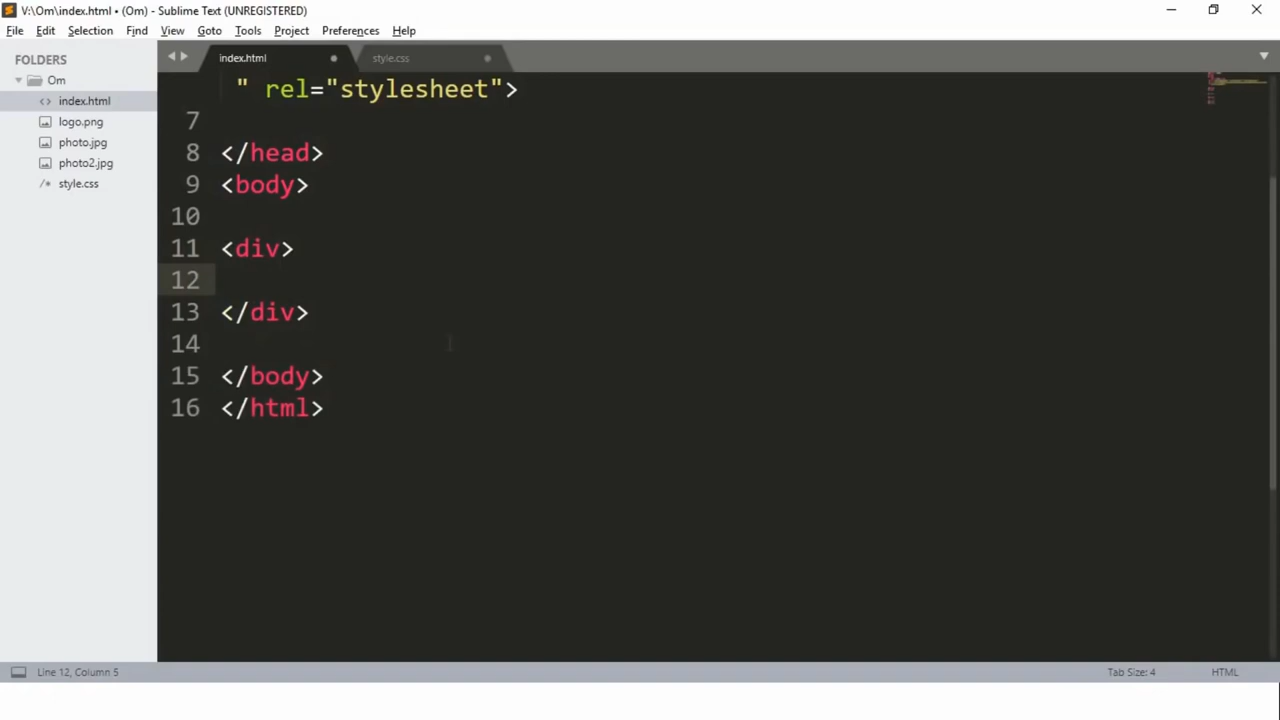 V:\Om\index.html • (Om) - Sublime Text (UNREGISTERED)
File Edit Selection Find View Goto Tools Project Preferences Help
FOLDERS
Om
index.html
logo.png
photo.jpg
photo2.jpg
style.css
index.html style.css
" rel="stylesheet">
7
8 </head>
9 <body>
10
11 <div>
12
13 </div>
14
15 </body>
16 </html>
Line 12, Column 5 Tab Size: 4 HTML